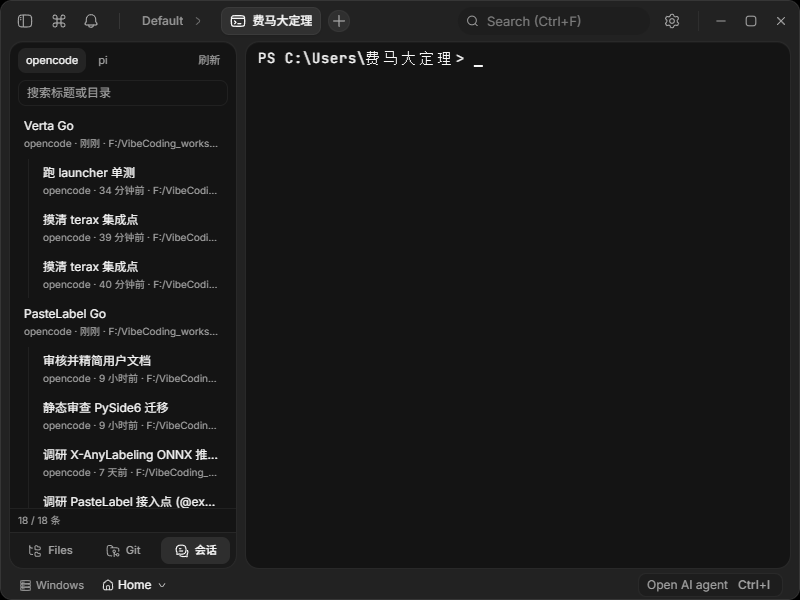 Default
费马大定理
Search (Ctrl+F)
opencode pi 刷新
搜索标题或目录
Verta Go
opencode · 刚刚 · F:/VibeCoding_works...
跑 launcher 单测
opencode · 34 分钟前 · F:/VibeCodi...
摸清 terax 集成点
opencode · 39 分钟前 · F:/VibeCodi...
摸清 terax 集成点
opencode · 40 分钟前 · F:/VibeCodi...
PasteLabel Go
opencode · 刚刚 · F:/VibeCoding_works...
审核并精简用户文档
opencode · 9 小时前 · F:/VibeCodin...
静态审查 PySide6 迁移
opencode · 9 小时前 · F:/VibeCodin...
调研 X-AnyLabeling ONNX 推...
opencode · 7 天前 · F:/VibeCoding_...
调研 PasteLabel 接入点 (@ex...
18 / 18 条
Files Git 会话
PS C:\Users\费马大定理> _
Windows Home
Open AI agent Ctrl+I